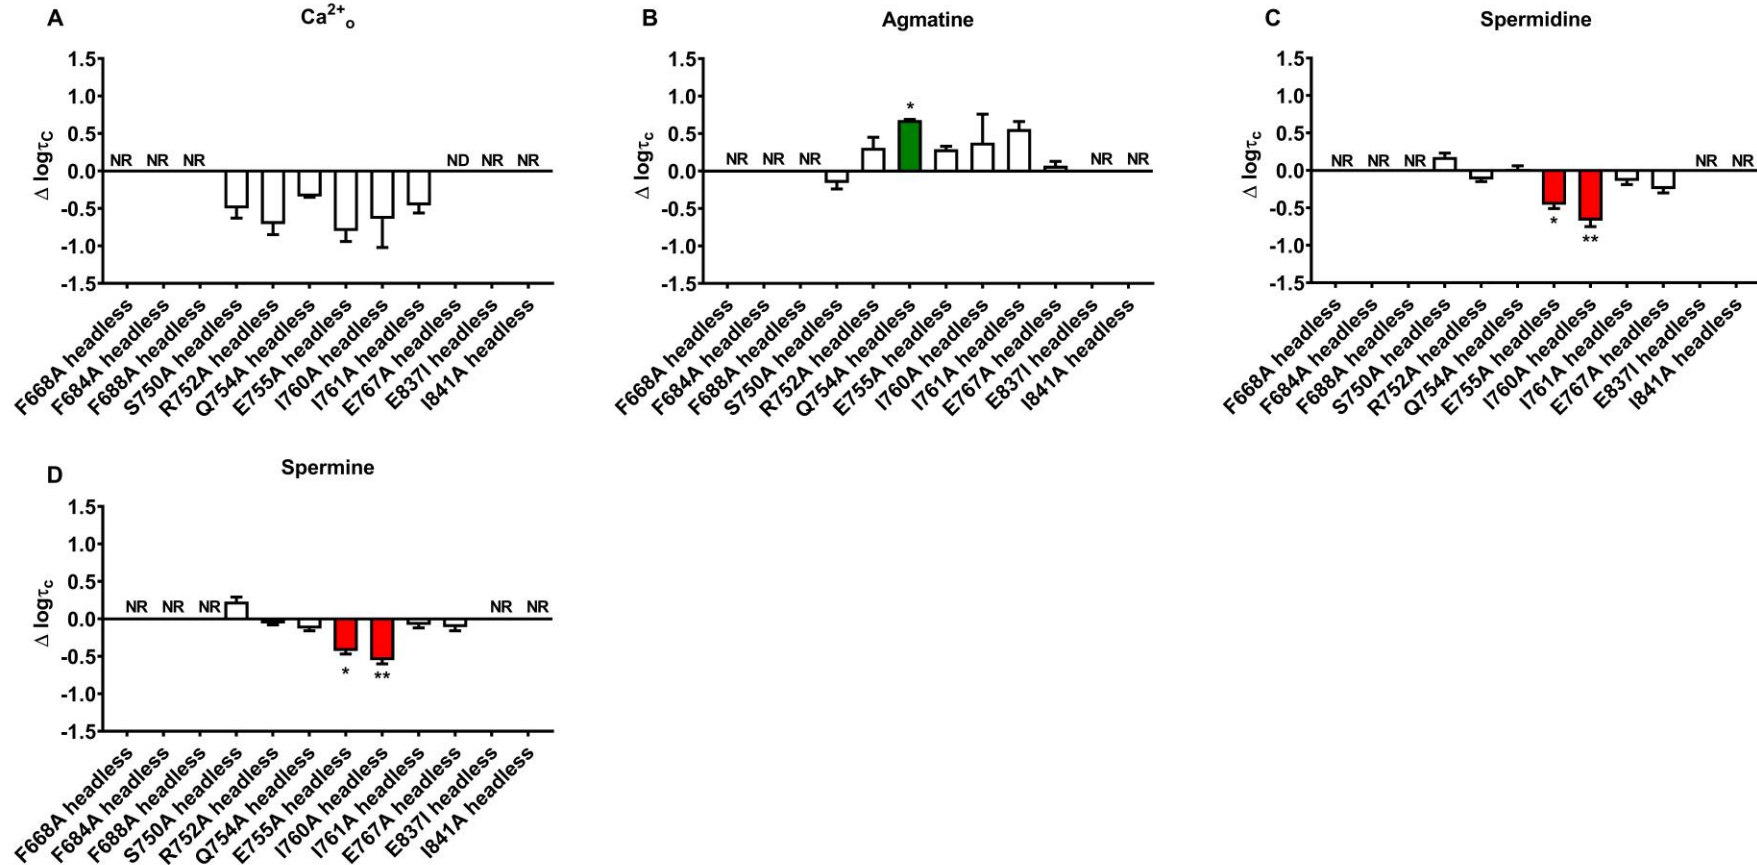 A
Ca²⁺ₒ
1.5
1.0
0.5
0.0
-0.5
-1.0
-1.5
Δ logτC
NR NR NR ND NR NR
F668A headless
F684A headless
F688A headless
S750A headless
R752A headless
Q754A headless
E755A headless
I760A headless
I761A headless
E767A headless
E837I headless
I841A headless
B
Agmatine
1.5
1.0
0.5
0.0
-0.5
-1.0
-1.5
Δ logτc
*
NR NR NR NR NR
F668A headless
F684A headless
F688A headless
S750A headless
R752A headless
Q754A headless
E755A headless
I760A headless
I761A headless
E767A headless
E837I headless
I841A headless
C
Spermidine
1.5
1.0
0.5
0.0
-0.5
-1.0
-1.5
Δ logτc
NR NR NR NR NR
* **
F668A headless
F684A headless
F688A headless
S750A headless
R752A headless
Q754A headless
E755A headless
I760A headless
I761A headless
E767A headless
E837I headless
I841A headless
D
Spermine
1.5
1.0
0.5
0.0
-0.5
-1.0
-1.5
Δ logτc
NR NR NR NR NR
* **
F668A headless
F684A headless
F688A headless
S750A headless
R752A headless
Q754A headless
E755A headless
I760A headless
I761A headless
E767A headless
E837I headless
I841A headless